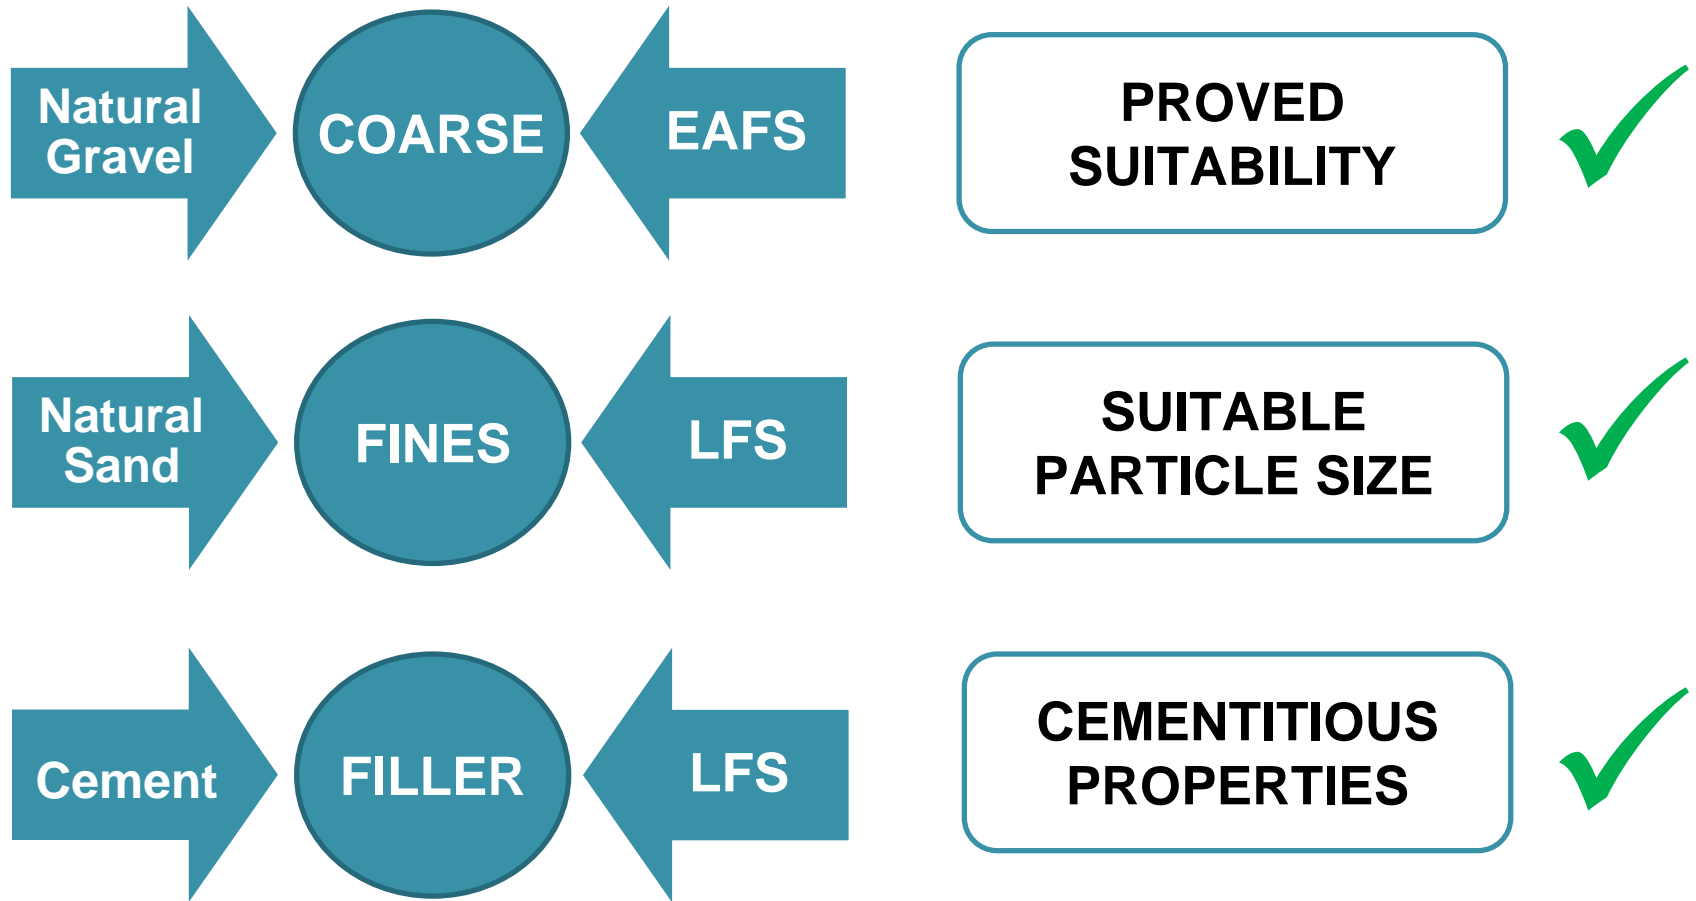 Natural
Gravel
COARSE
EAFS
PROVED
SUITABILITY
Natural
Sand
FINES
LFS
SUITABLE
PARTICLE SIZE
Cement
FILLER
LFS
CEMENTITIOUS
PROPERTIES